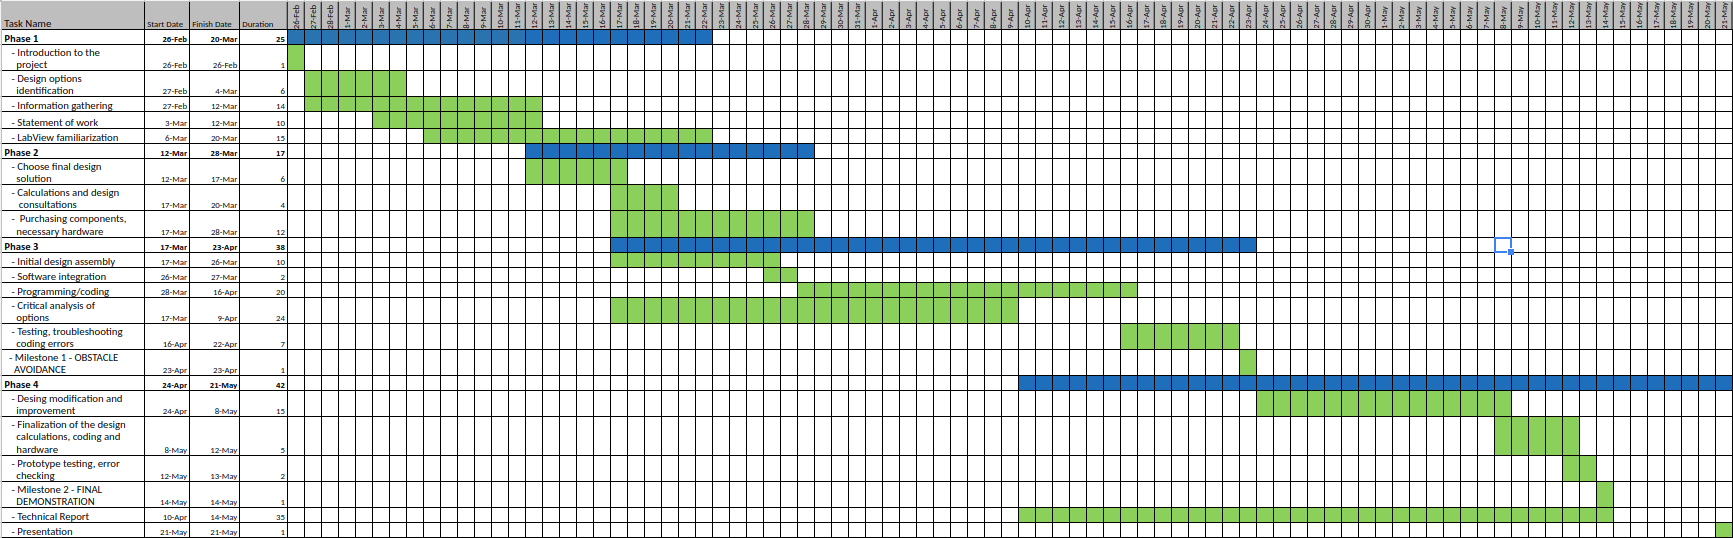 Task Name Start Date Finish Date Duration 26-Feb 27-Feb 28-Feb 1-Mar 2-Mar 3-Mar 4-Mar 5-Mar 6-Mar 7-Mar 8-Mar 9-Mar 10-Mar 11-Mar 12-Mar 13-Mar 14-Mar 15-Mar 16-Mar 17-Mar 18-Mar 19-Mar 20-Mar 21-Mar 22-Mar 23-Mar 24-Mar 25-Mar 26-Mar 27-Mar 28-Mar 29-Mar 30-Mar 31-Mar 1-Apr 2-Apr 3-Apr 4-Apr 5-Apr 6-Apr 7-Apr 8-Apr 9-Apr 10-Apr 11-Apr 12-Apr 13-Apr 14-Apr 15-Apr 16-Apr 17-Apr 18-Apr 19-Apr 20-Apr 21-Apr 22-Apr 23-Apr 24-Apr 25-Apr 26-Apr 27-Apr 28-Apr 29-Apr 30-Apr 1-May 2-May 3-May 4-May 5-May 6-May 7-May 8-May 9-May 10-May 11-May 12-May 13-May 14-May 15-May 16-May 17-May 18-May 19-May 20-May 21-May
Phase 1 26-Feb 20-Mar 25
- Introduction to the
project 26-Feb 26-Feb 1
- Design options
identification 27-Feb 4-Mar 6
- Information gathering 27-Feb 12-Mar 14
- Statement of work 3-Mar 12-Mar 10
- LabView familiarization 6-Mar 20-Mar 15
Phase 2 12-Mar 28-Mar 17
- Choose final design
solution 12-Mar 17-Mar 6
- Calculations and design
consultations 17-Mar 20-Mar 4
- Purchasing components,
necessary hardware 17-Mar 28-Mar 12
Phase 3 17-Mar 23-Apr 38
- Initial design assembly 17-Mar 26-Mar 10
- Software integration 26-Mar 27-Mar 2
- Programming/coding 28-Mar 16-Apr 20
- Critical analysis of
options 17-Mar 9-Apr 24
- Testing, troubleshooting
coding errors 16-Apr 22-Apr 7
- Milestone 1 - OBSTACLE
AVOIDANCE 23-Apr 23-Apr 1
Phase 4 24-Apr 21-May 42
- Desing modification and
improvement 24-Apr 8-May 15
- Finalization of the design
calculations, coding and
hardware 8-May 12-May 5
- Prototype testing, error
checking 12-May 13-May 2
- Milestone 2 - FINAL
DEMONSTRATION 14-May 14-May 1
- Technical Report 10-Apr 14-May 35
- Presentation 21-May 21-May 1